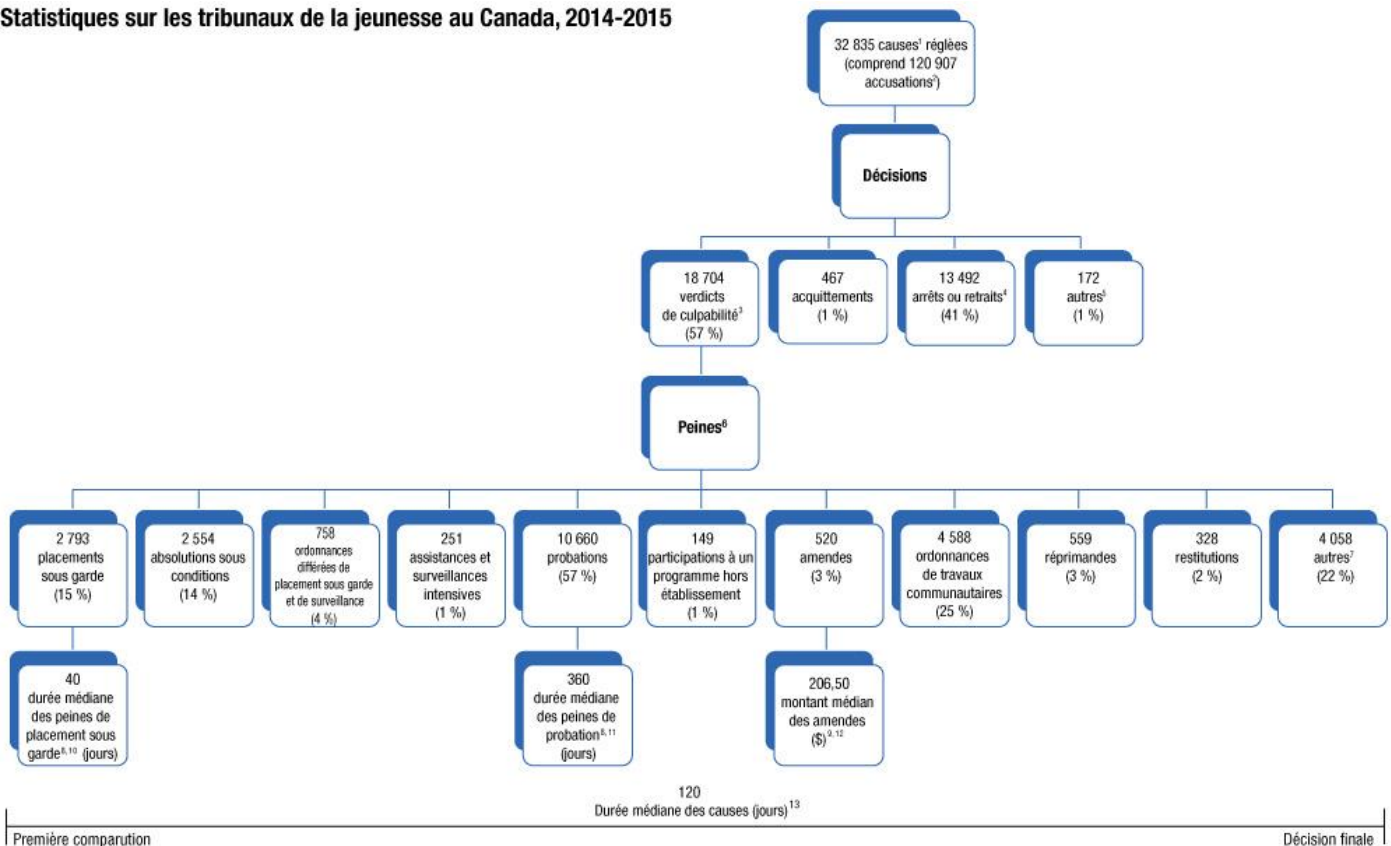 Statistiques sur les tribunaux de la jeunesse au Canada, 2014-2015
32 835 causes¹ réglées
(comprend 120 907
accusations²)
Décisions
18 704
verdicts
de culpabilité³
(57 %)
467
acquittements
(1 %)
13 492
arrêts ou retraits⁴
(41 %)
172
autres⁵
(1 %)
Peines⁶
2 793
placements
sous garde
(15 %)
2 554
absolutions sous
conditions
(14 %)
758
ordonnances
différées de
placement sous garde
et de surveillance
(4 %)
251
assistances et
surveillances
intensives
(1 %)
10 660
probations
(57 %)
149
participations à un
programme hors
établissement
(1 %)
520
amendes
(3 %)
4 588
ordonnances
de travaux
communautaires
(25 %)
559
réprimandes
(3 %)
328
restitutions
(2 %)
4 058
autres⁷
(22 %)
40
durée médiane
des peines de
placement sous
garde⁸,¹⁰ (jours)
360
durée médiane
des peines de
probation⁸,¹¹
(jours)
206,50
montant médian
des amendes
($)⁹,¹²
120
Durée médiane des causes (jours)¹³
Première comparution
Décision finale